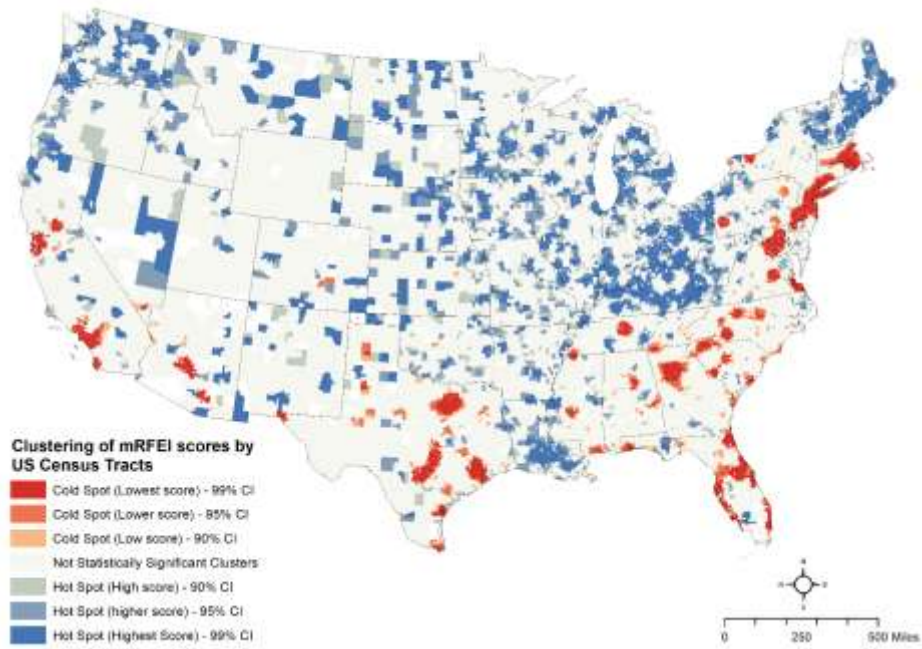 Clustering of mRFEI scores by
US Census Tracts
Cold Spot (Lowest score) - 99% CI
Cold Spot (Lower score) - 95% CI
Cold Spot (Low score) - 90% CI
Not Statistically Significant Clusters
Hot Spot (High score) - 90% CI
Hot Spot (higher score) - 95% CI
Hot Spot (Highest Score) - 99% CI
0 250 500 Miles